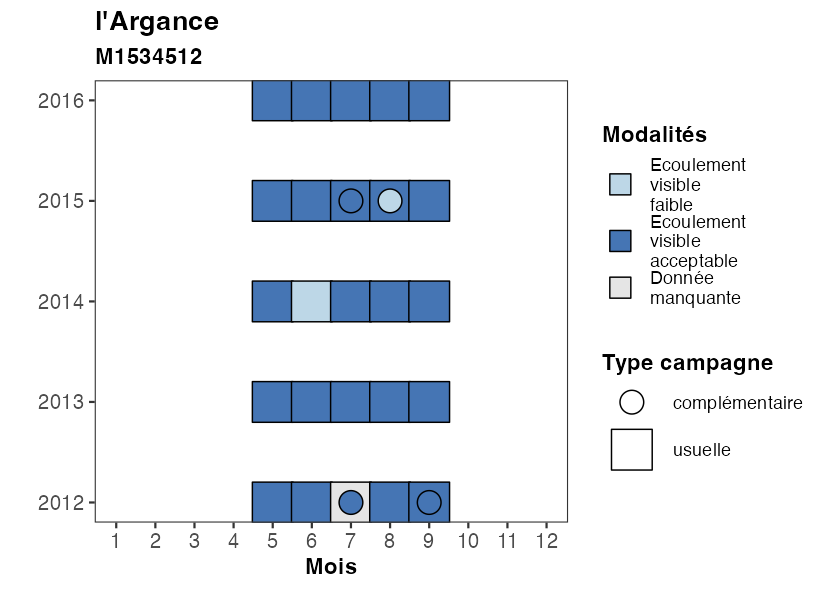 l'Argance
M1534512
2016
2015
2014
2013
2012
1 2 3 4 5 6 7 8 9 10 11 12
Mois
Modalités
Ecoulement
visible
faible
Ecoulement
visible
acceptable
Donnée
manquante
Type campagne
complémentaire
usuelle